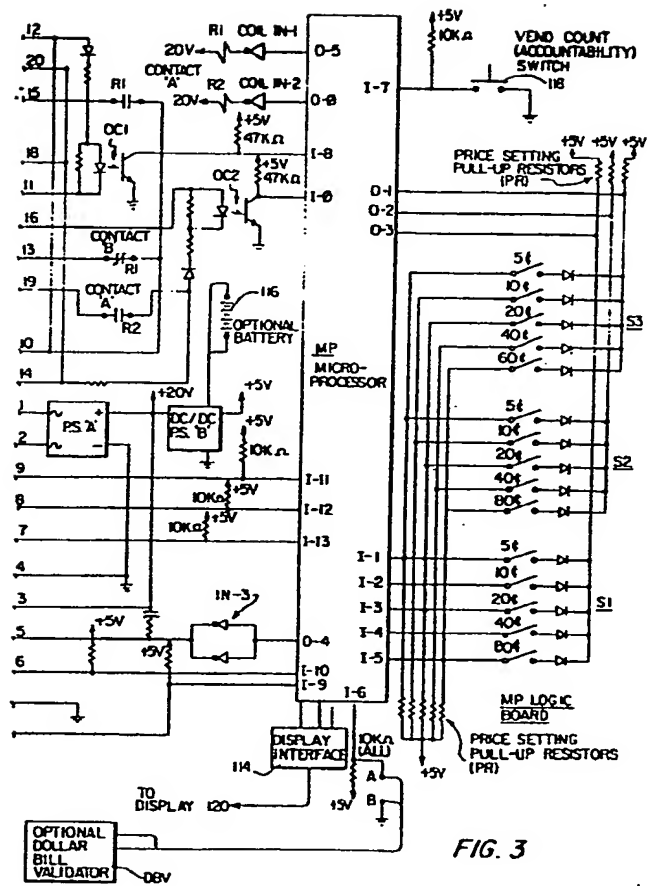 12
20
15
18
11
16
13
19
10
14
1
2
9
8
7
4
3
5
6
R1
COIL IN-1
20V
CONTACT "A"
R2
COIL IN-2
20V
R1
+5V
47KΩ
OC1
+5V
47KΩ
OC2
CONTACT "B"
R1
CONTACT "A"
R2
116
OPTIONAL
BATTERY
+20V
P.S. "A"
+
-
DC/DC
P.S. "B"
+5V
+5V
10KΩ
10KΩ
+5V
10KΩ
+5V
IN-3
+5V
+5V
MP
MICRO-
PROCESSOR
O-5
O-0
I-8
I-0
I-11
I-12
I-13
O-4
I-10
I-9
I-6
I-7
O-1
O-2
O-3
I-1
I-2
I-3
I-4
I-5
+5V
10KΩ
VEND COUNT
(ACCOUNTABILITY)
SWITCH
118
+5V +5V +5V
PRICE SETTING
PULL-UP RESISTORS
(PR)
5¢
10¢
20¢
40¢
60¢
S3
5¢
10¢
20¢
40¢
80¢
S2
5¢
10¢
20¢
40¢
80¢
S1
MP LOGIC
BOARD
PRICE SETTING
PULL-UP RESISTORS
(PR)
+5V
DISPLAY
INTERFACE
114
10KΩ
(ALL)
A
B
+5V
TO
DISPLAY 120
OPTIONAL
DOLLAR
BILL
VALIDATOR
DBV
FIG. 3